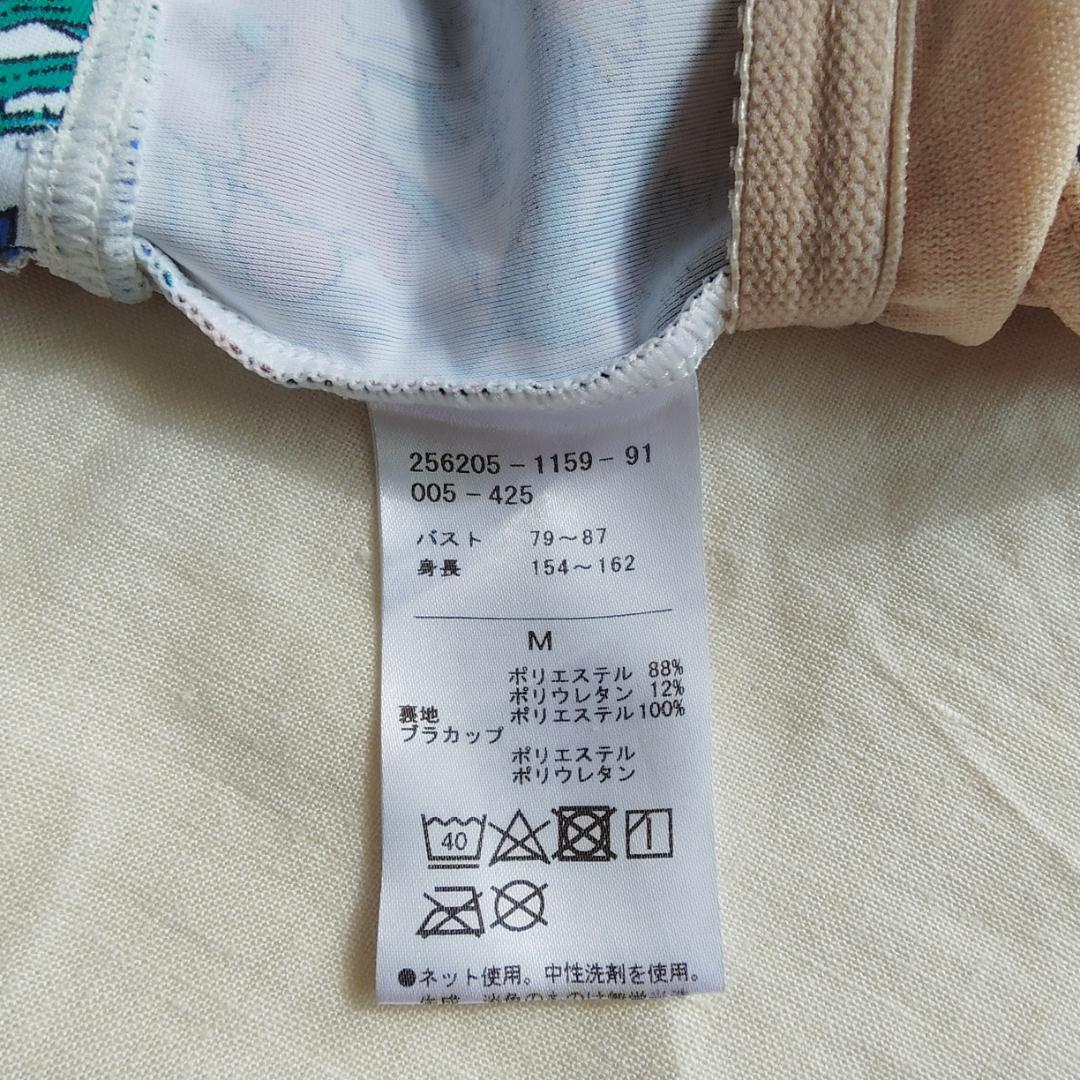 256205-1159-91
005-425
バスト 79~87
身長 154~162
M
ポリエステル 88%
ポリウレタン 12%
裏地 ポリエステル 100%
ブラカップ
ポリエステル
ポリウレタン
40
●ネット使用。中性洗剤を使用。